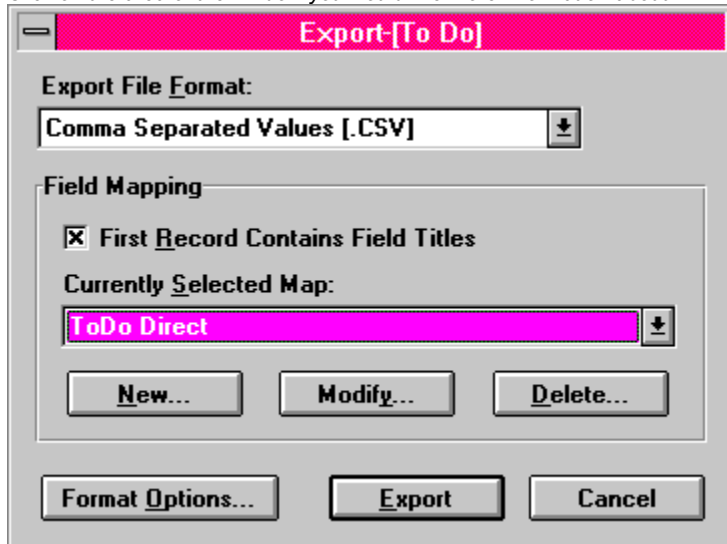 Export-[To Do]
Export File Format:
Comma Separated Values [.CSV]
Field Mapping
First Record Contains Field Titles
Currently Selected Map:
ToDo Direct
New... Modify... Delete...
Format Options... Export Cancel